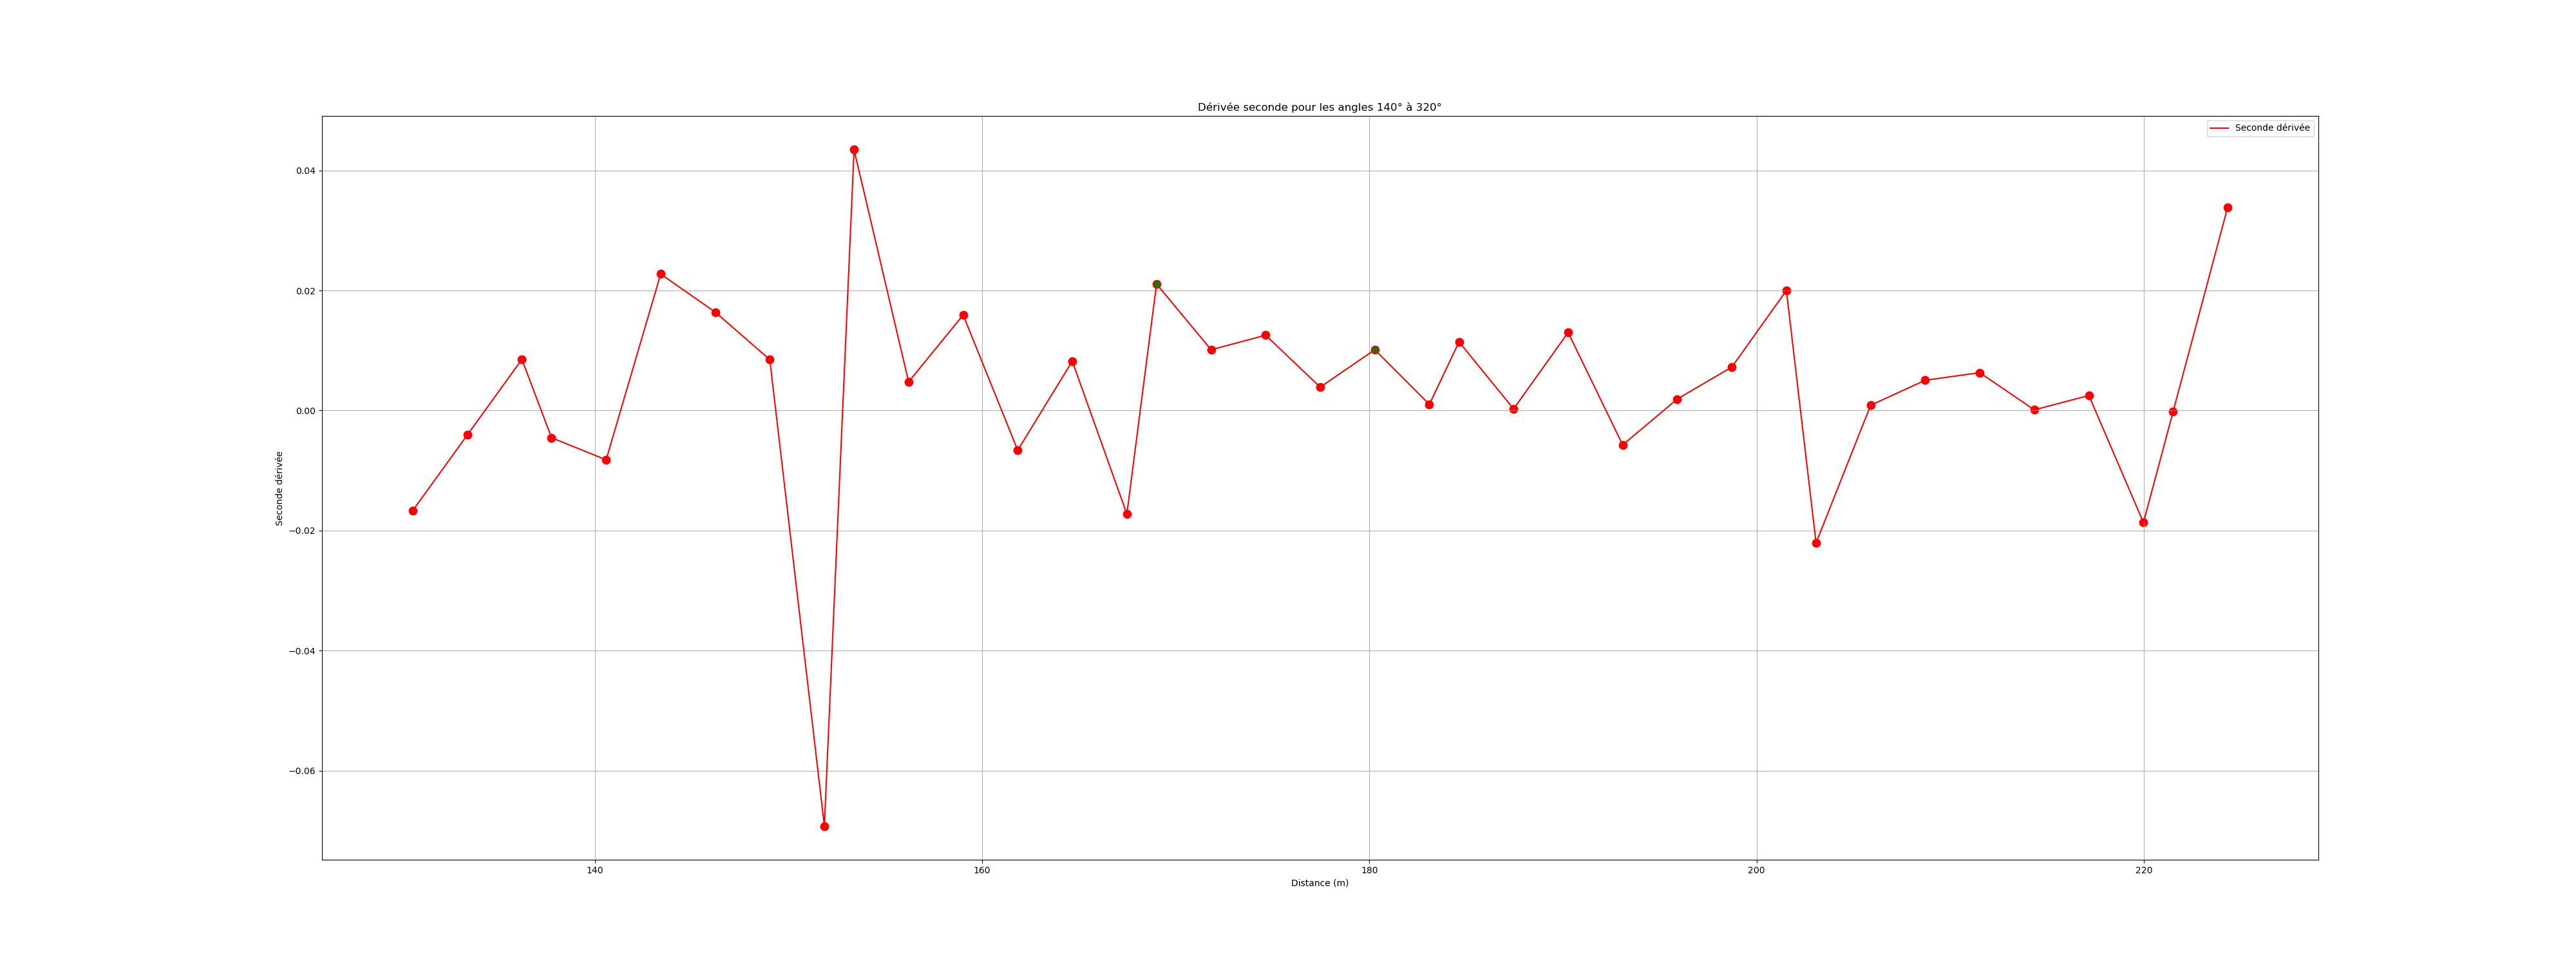 Dérivée seconde pour les angles 140° à 320°
Seconde dérivée
0.04
0.02
0.00
−0.02
−0.04
−0.06
Seconde dérivée
140
160
180
200
220
Distance (m)